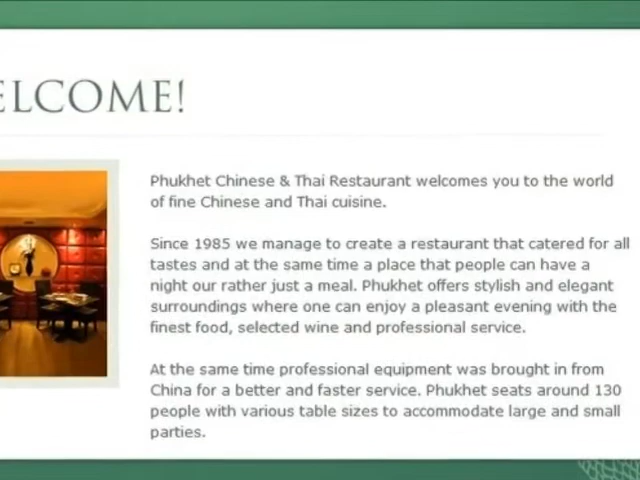 ELCOME!
Phukhet Chinese & Thai Restaurant welcomes you to the world
of fine Chinese and Thai cuisine.
Since 1985 we manage to create a restaurant that catered for all
tastes and at the same time a place that people can have a
night our rather just a meal. Phukhet offers stylish and elegant
surroundings where one can enjoy a pleasant evening with the
finest food, selected wine and professional service.
At the same time professional equipment was brought in from
China for a better and faster service. Phukhet seats around 130
people with various table sizes to accommodate large and small
parties.